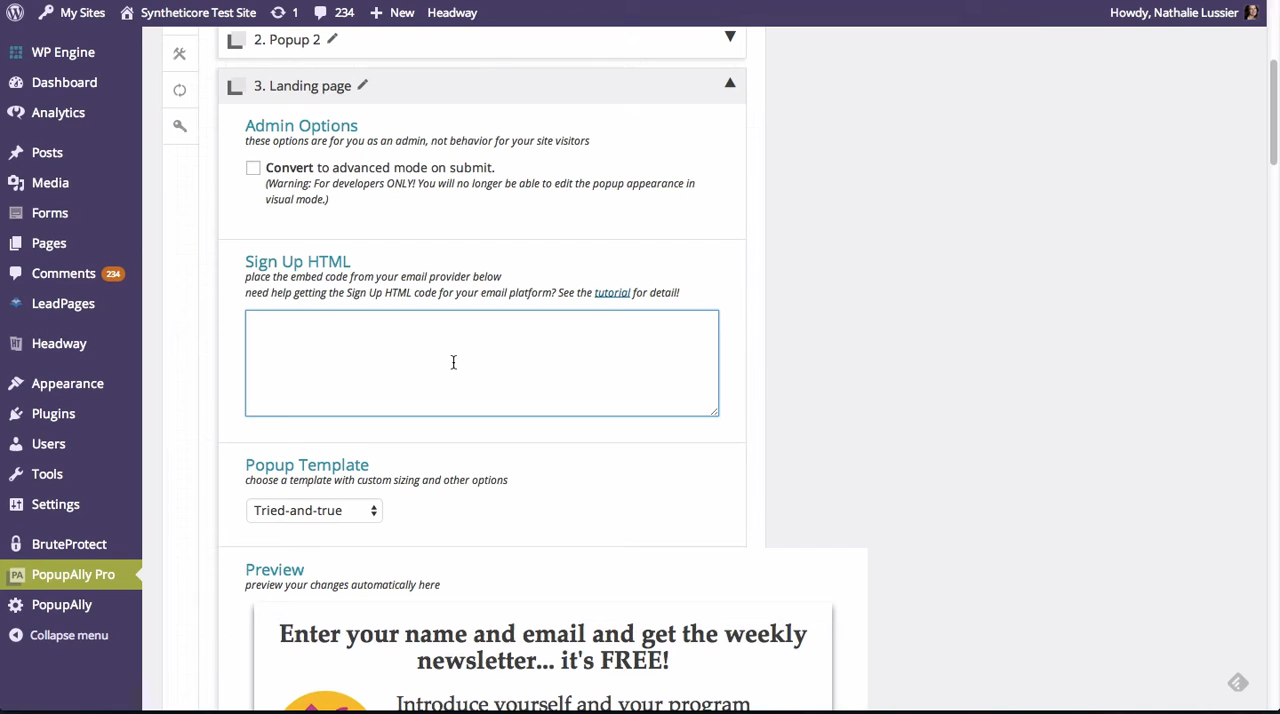 My Sites
Syntheticore Test Site
1
234
New
Headway
Howdy, Nathalie Lussier
WP Engine
Dashboard
Analytics
Posts
Media
Forms
Pages
Comments 234
LeadPages
Headway
Appearance
Plugins
Users
Tools
Settings
BruteProtect
PA PopupAlly Pro
PopupAlly
Collapse menu
2. Popup 2
3. Landing page
Admin Options
these options are for you as an admin, not behavior for your site visitors
Convert to advanced mode on submit.
(Warning: For developers ONLY! You will no longer be able to edit the popup appearance in
visual mode.)
Sign Up HTML
place the embed code from your email provider below
need help getting the Sign Up HTML code for your email platform? See the tutorial for detail!
Popup Template
choose a template with custom sizing and other options
Tried-and-true
Preview
preview your changes automatically here
Enter your name and email and get the weekly
newsletter... it's FREE!
Introduce yourself and your program